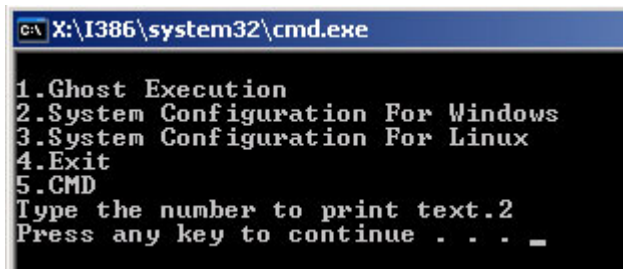 X:\I386\system32\cmd.exe
1.Ghost Execution
2.System Configuration For Windows
3.System Configuration For Linux
4.Exit
5.CMD
Type the number to print text.2
Press any key to continue . . . _